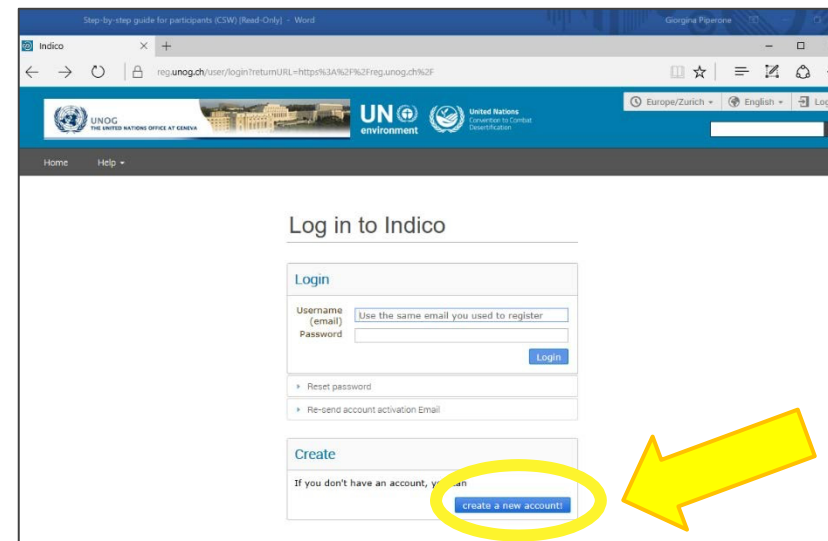 Step-by-step guide for participants (CSW) [Read-Only] - Word Giorgina Piperone
Indico
reg.unog.ch/user/login?returnURL=https%3A%2F%2Freg.unog.ch%2F
Europe/Zurich English Log
UNOG
THE UNITED NATIONS OFFICE AT GENEVA
UN
environment
United Nations
Convention to Combat
Desertification
Home Help
Log in to Indico
Login
Username
(email)
Use the same email you used to register
Password
Login
Reset password
Re-send account activation Email
Create
If you don't have an account, you can
create a new account!